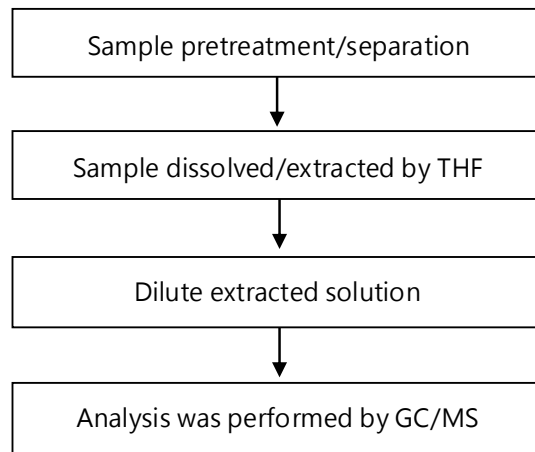 Sample pretreatment/separation
Sample dissolved/extracted by THF
Dilute extracted solution
Analysis was performed by GC/MS